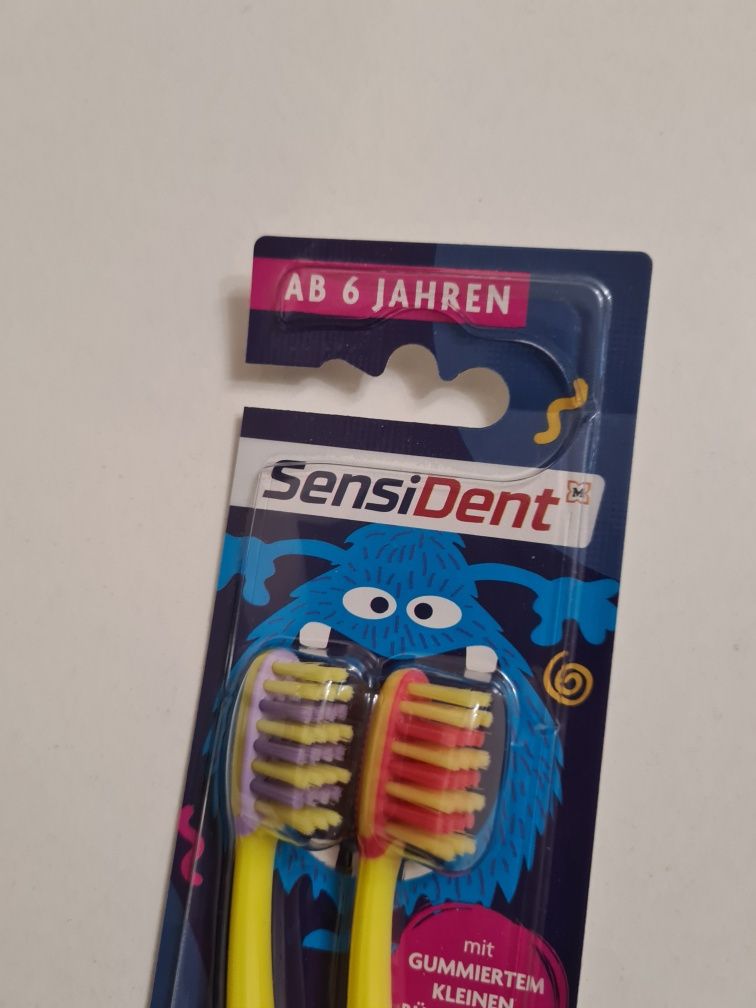 AB 6 JAHREN
SensiDent
M
mit
GUMMIERTEM
KLEINEN